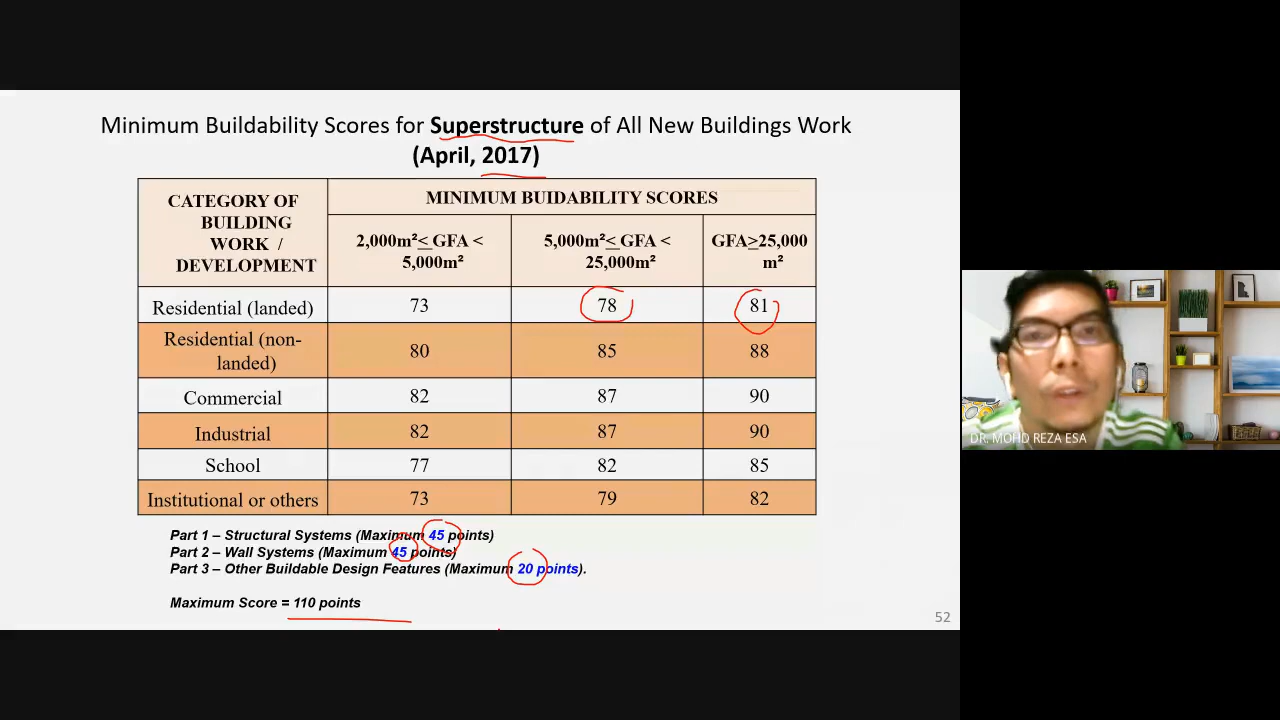 Minimum Buildability Scores for Superstructure of All New Buildings Work
(April, 2017)
CATEGORY OF
BUILDING
WORK /
DEVELOPMENT
MINIMUM BUIDABILITY SCORES
2,000m²≤ GFA <
5,000m²
5,000m²≤ GFA <
25,000m²
GFA≥25,000
m²
Residential (landed)
73
78
81
Residential (non-
landed)
80
85
88
Commercial
82
87
90
Industrial
82
87
90
School
77
82
85
Institutional or others
73
79
82
Part 1 – Structural Systems (Maximum 45 points)
Part 2 – Wall Systems (Maximum 45 points)
Part 3 – Other Buildable Design Features (Maximum 20 points).
Maximum Score = 110 points
52
DR. MOHD REZA ESA